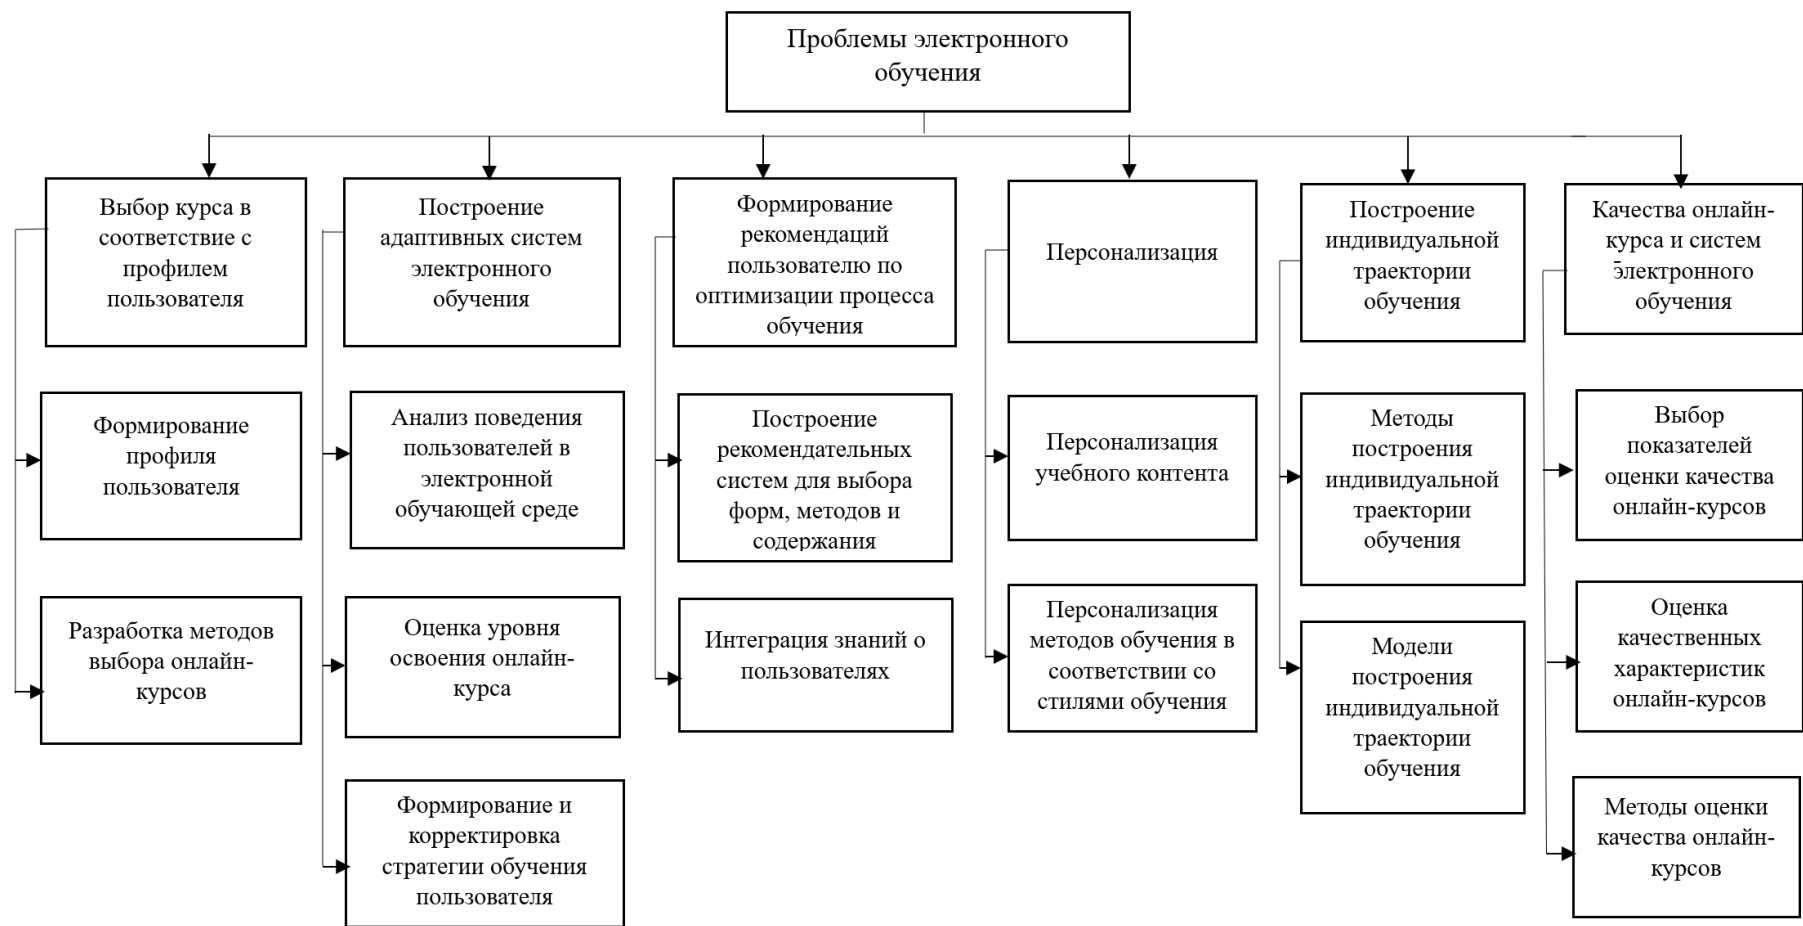 Проблемы электронного
обучения
Выбор курса в
соответствие с
профилем
пользователя
Построение
адаптивных систем
электронного
обучения
Формирование
рекомендаций
пользователю по
оптимизации процесса
обучения
Персонализация
Построение
индивидуальной
траектории
обучения
Качества онлайн-
курса и систем
электронного
обучения
Формирование
профиля
пользователя
Анализ поведения
пользователей в
электронной
обучающей среде
Построение
рекомендательных
систем для выбора
форм, методов и
содержания
Персонализация
учебного контента
Методы
построения
индивидуальной
траектории
обучения
Выбор
показателей
оценки качества
онлайн-курсов
Разработка методов
выбора онлайн-
курсов
Оценка уровня
освоения онлайн-
курса
Интеграция знаний о
пользователях
Персонализация
методов обучения в
соответствии со
стилями обучения
Модели
построения
индивидуальной
траектории
обучения
Оценка
качественных
характеристик
онлайн-курсов
Формирование и
корректировка
стратегии обучения
пользователя
Методы оценки
качества онлайн-
курсов